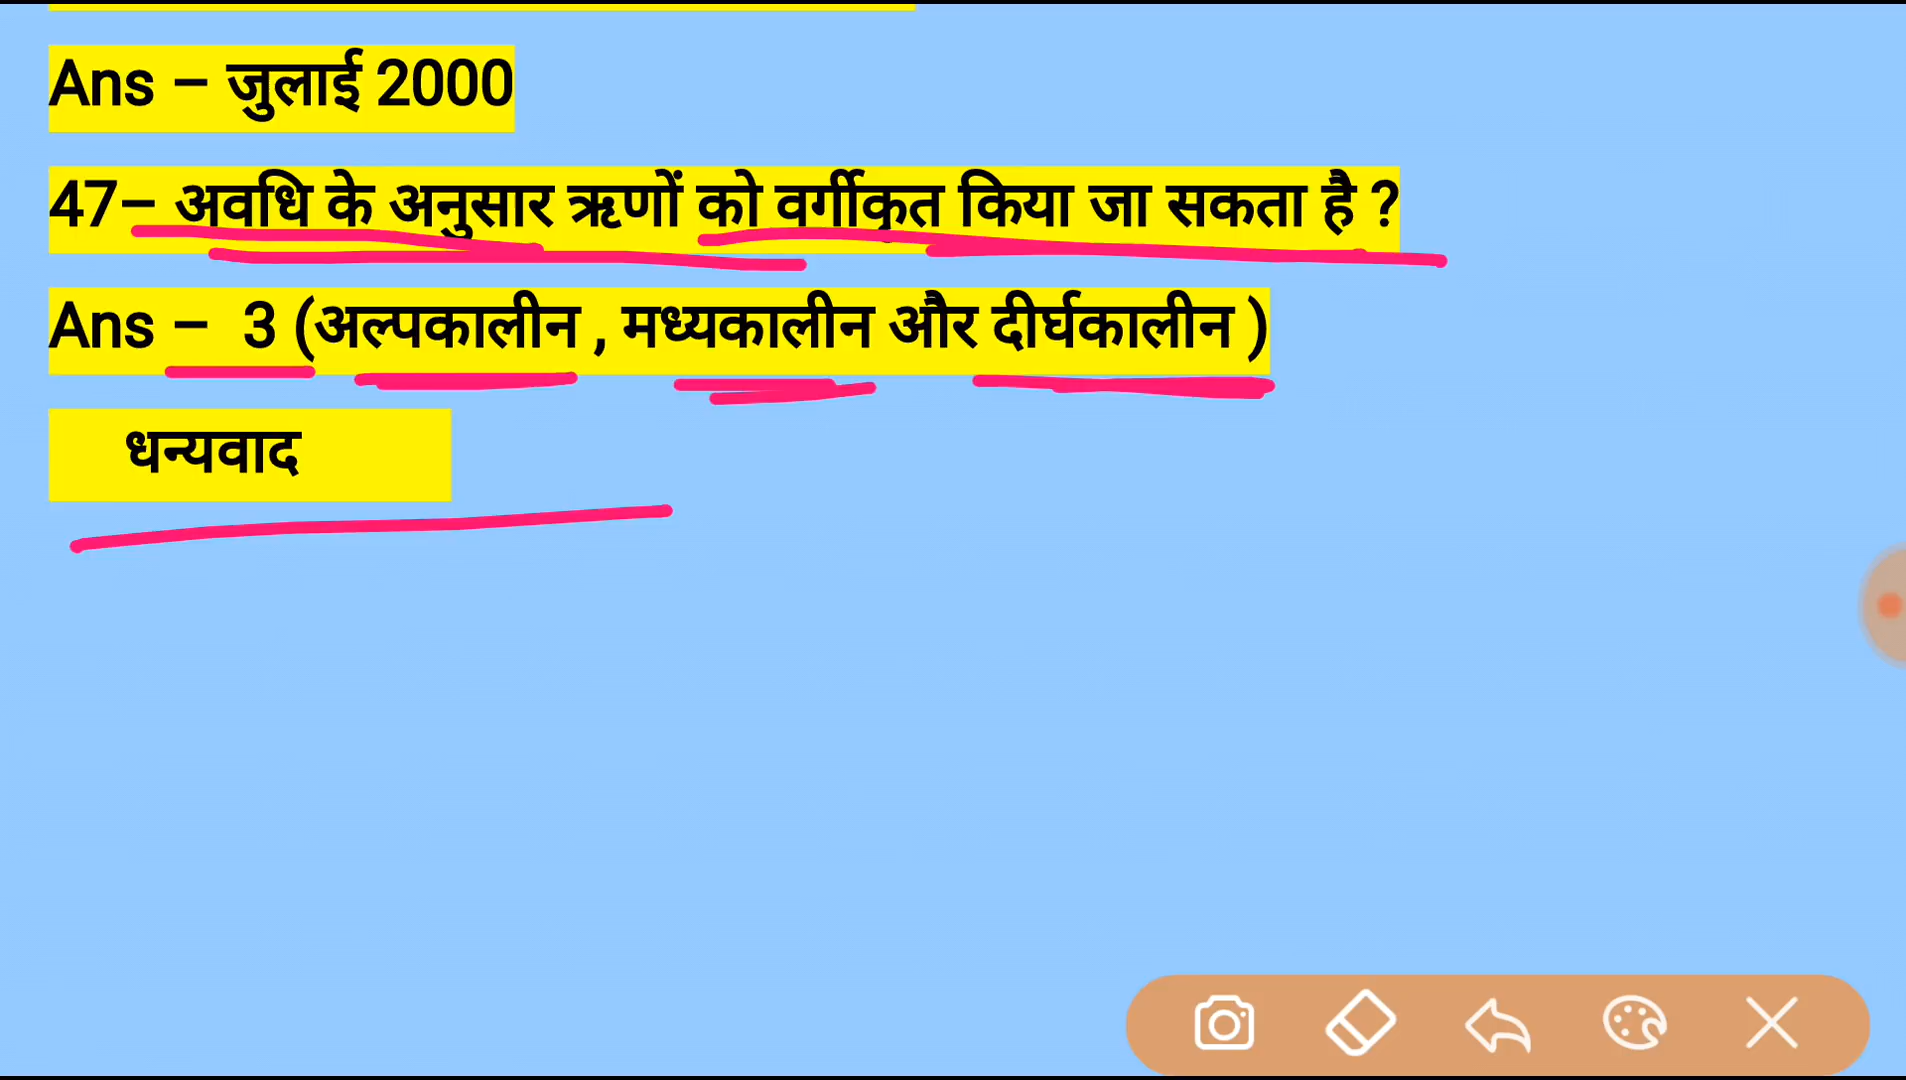 Ans – जुलाई 2000
47– अवधि के अनुसार ऋणों को वर्गीकृत किया जा सकता है ?
Ans – 3 (अल्पकालीन , मध्यकालीन और दीर्घकालीन )
धन्यवाद